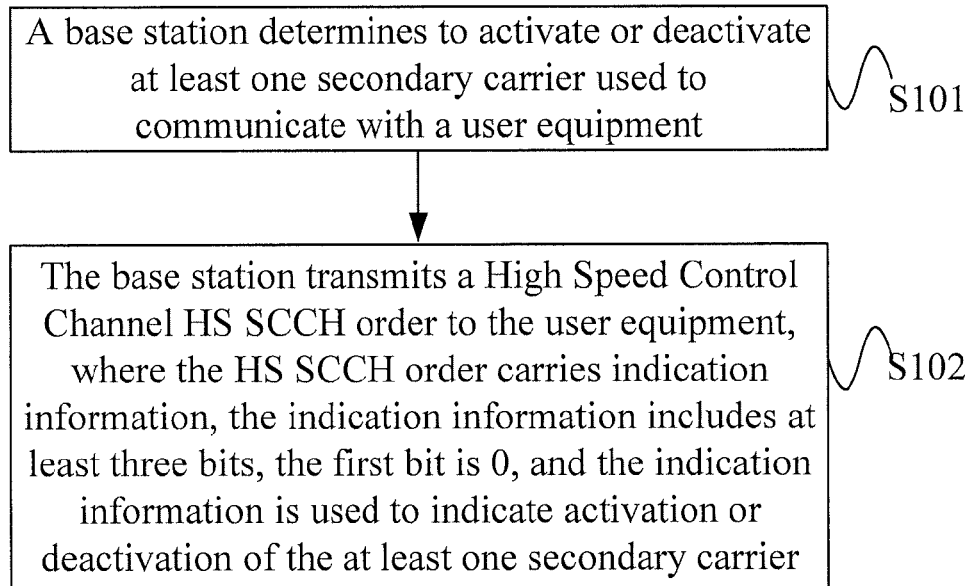 A base station determines to activate or deactivate
at least one secondary carrier used to
communicate with a user equipment
S101
The base station transmits a High Speed Control
Channel HS SCCH order to the user equipment,
where the HS SCCH order carries indication
information, the indication information includes at
least three bits, the first bit is 0, and the indication
information is used to indicate activation or
deactivation of the at least one secondary carrier
S102